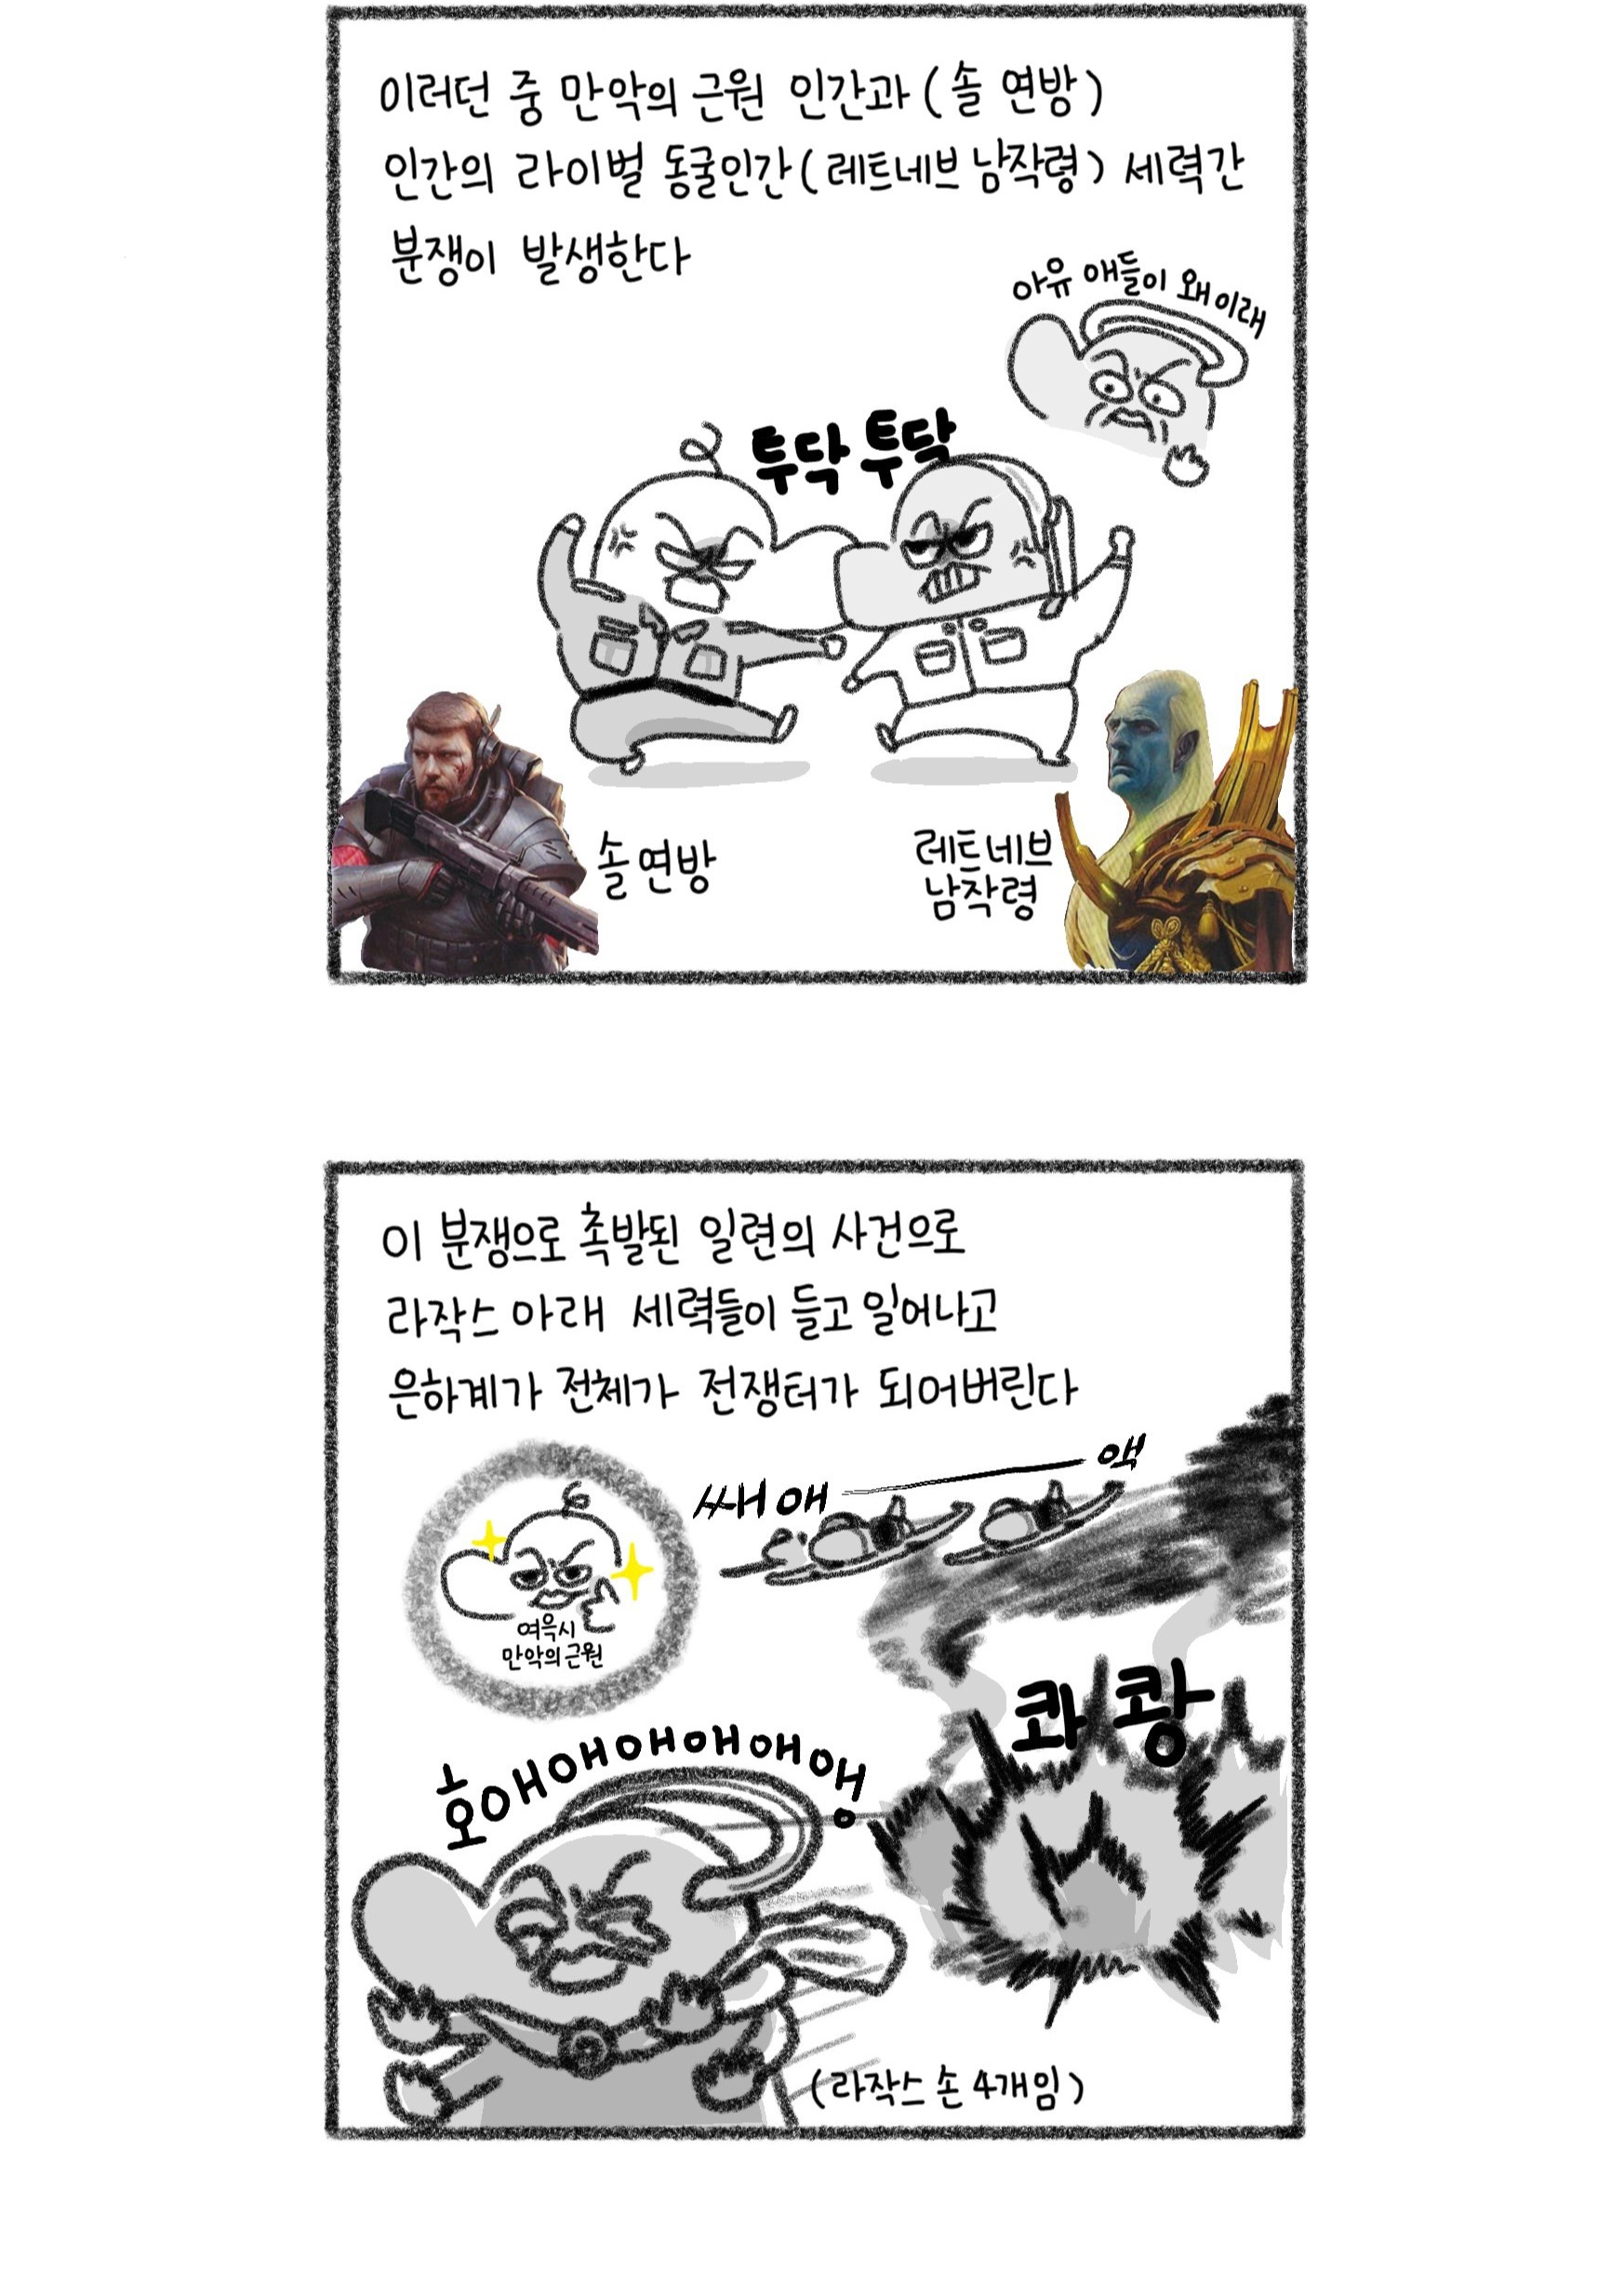 이러던 중 만악의 근원 인간과 (솔 연방)
인간의 라이벌 동굴인간 (레트네브 남작령) 세력간
분쟁이 발생한다
아유 애들이 왜이래
투닥 투닥
솔 연방
레트네브
남작령
이 분쟁으로 촉발된 일련의 사건으로
라작스 아래 세력들이 들고 일어나고
은하계가 전체가 전쟁터가 되어버린다
쌔애 액
여윽시
만악의 근원
콰쾅
호애애애애애앵
(라작스 손 4개임)